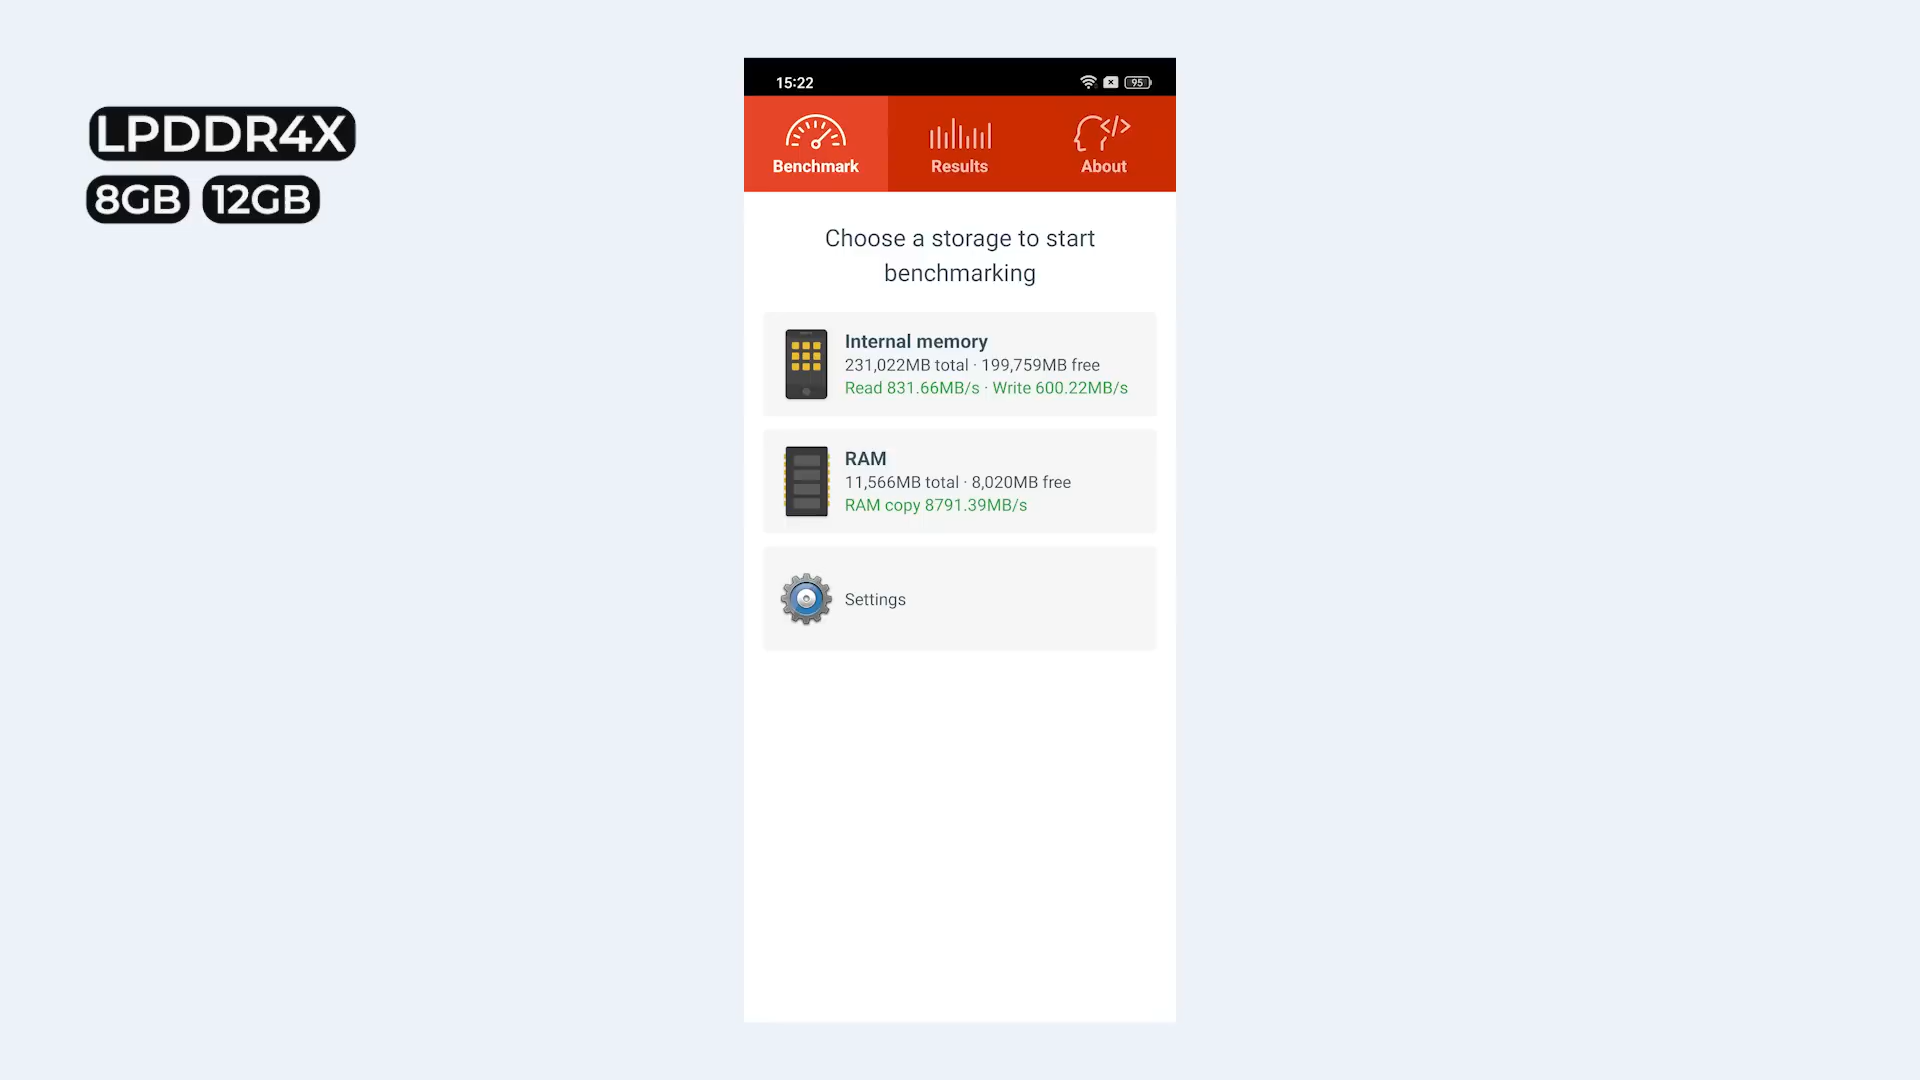 LPDDR4X
8GB 12GB
15:22
95
Benchmark
Results
About
Choose a storage to start
benchmarking
Internal memory
231,022MB total · 199,759MB free
Read 831.66MB/s · Write 600.22MB/s
RAM
11,566MB total · 8,020MB free
RAM copy 8791.39MB/s
Settings